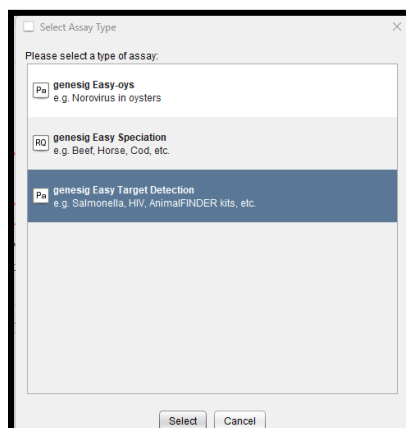 Select Assay Type
Please select a type of assay:
Pa
genesig Easy-oys
e.g. Norovirus in oysters
RQ
genesig Easy Speciation
e.g. Beef, Horse, Cod, etc.
Pa
genesig Easy Target Detection
e.g. Salmonella, HIV, AnimalFINDER kits, etc.
Select Cancel